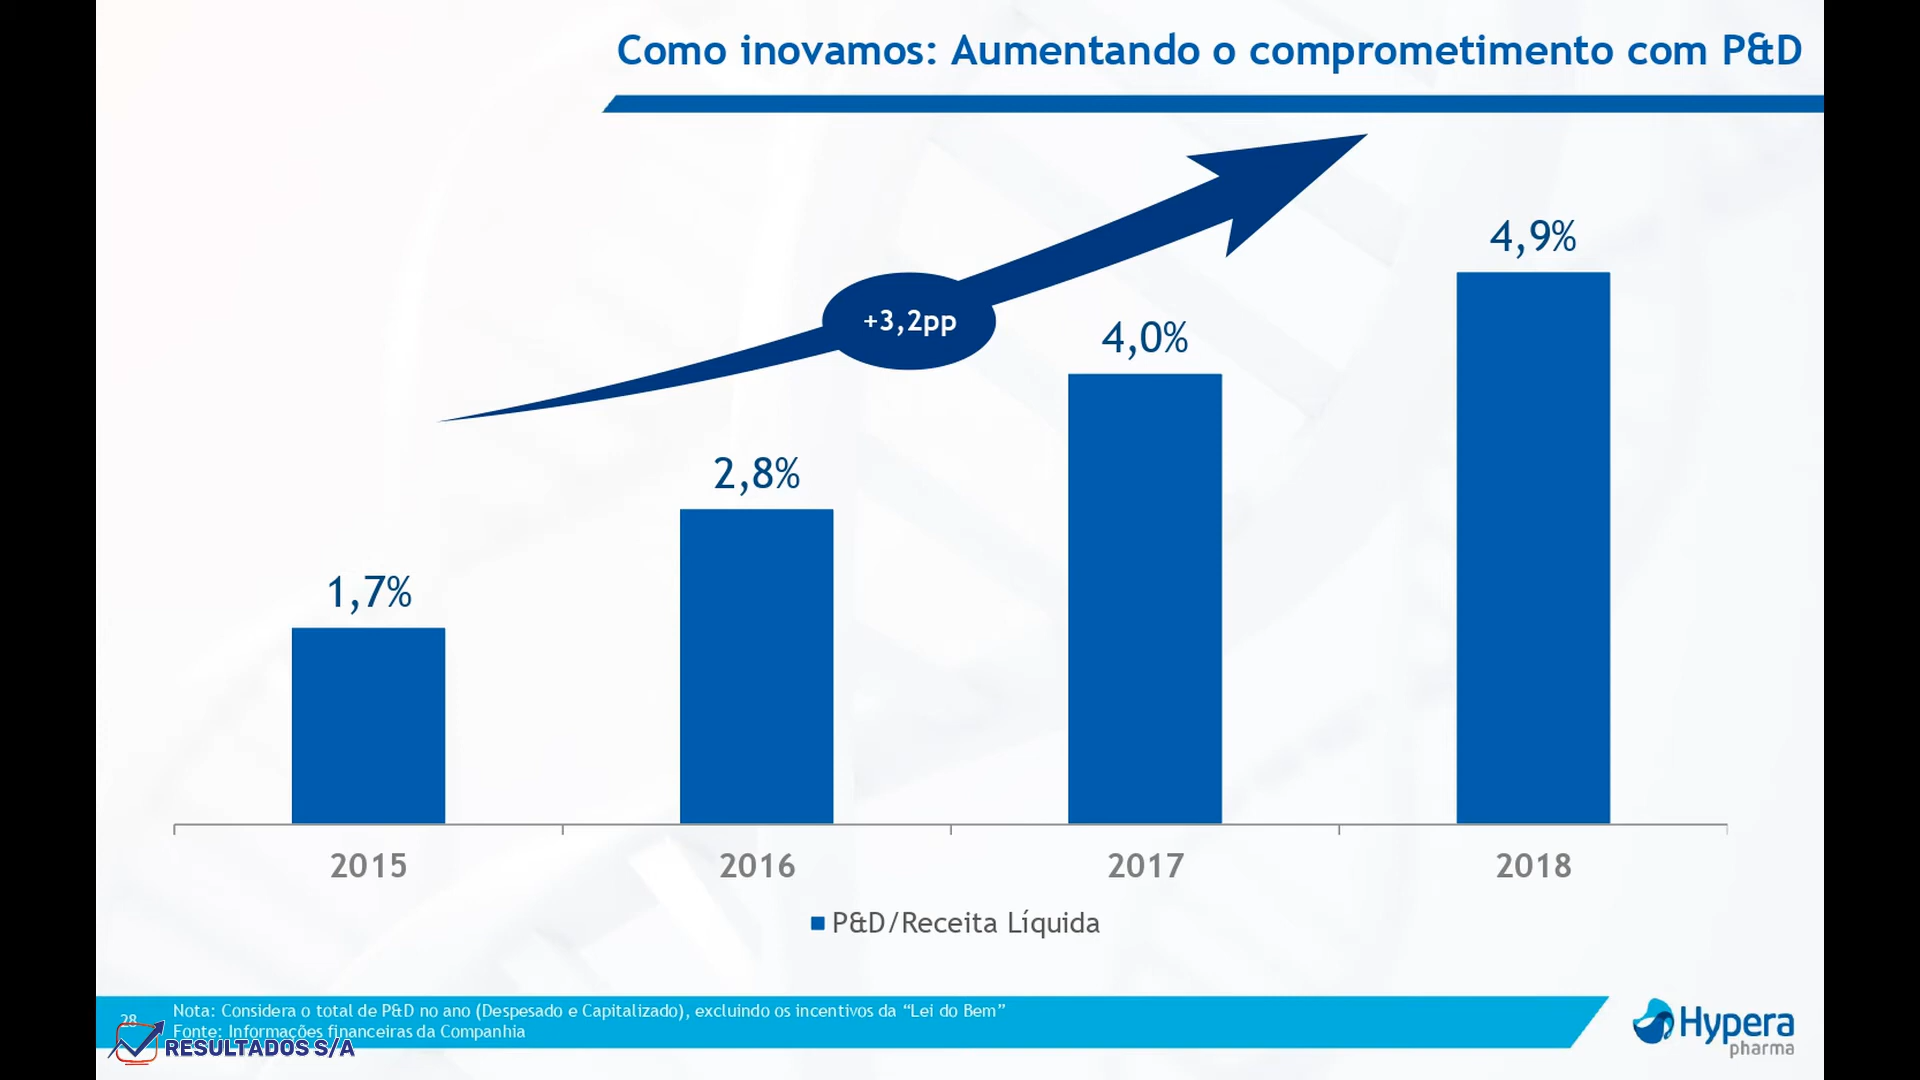 Como inovamos: Aumentando o comprometimento com P&D
4,9%
+3,2pp
4,0%
2,8%
1,7%
2015
2016
2017
2018
P&D/Receita Líquida
28
Nota: Considera o total de P&D no ano (Despesado e Capitalizado), excluindo os incentivos da “Lei do Bem”
Fonte: Informações financeiras da Companhia
RESULTADOS S/A
Hypera
pharma